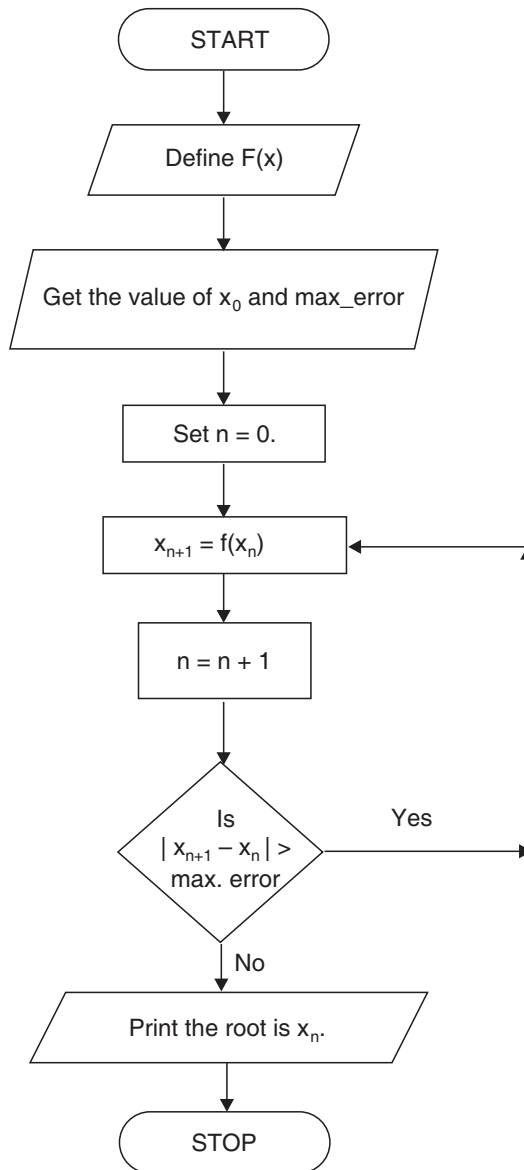 START
Define F(x)
Get the value of x₀ and max_error
Set n = 0.
xₙ₊₁ = f(xₙ)
n = n + 1
Is
| xₙ₊₁ – xₙ | >
max. error
Yes
No
Print the root is xₙ.
STOP